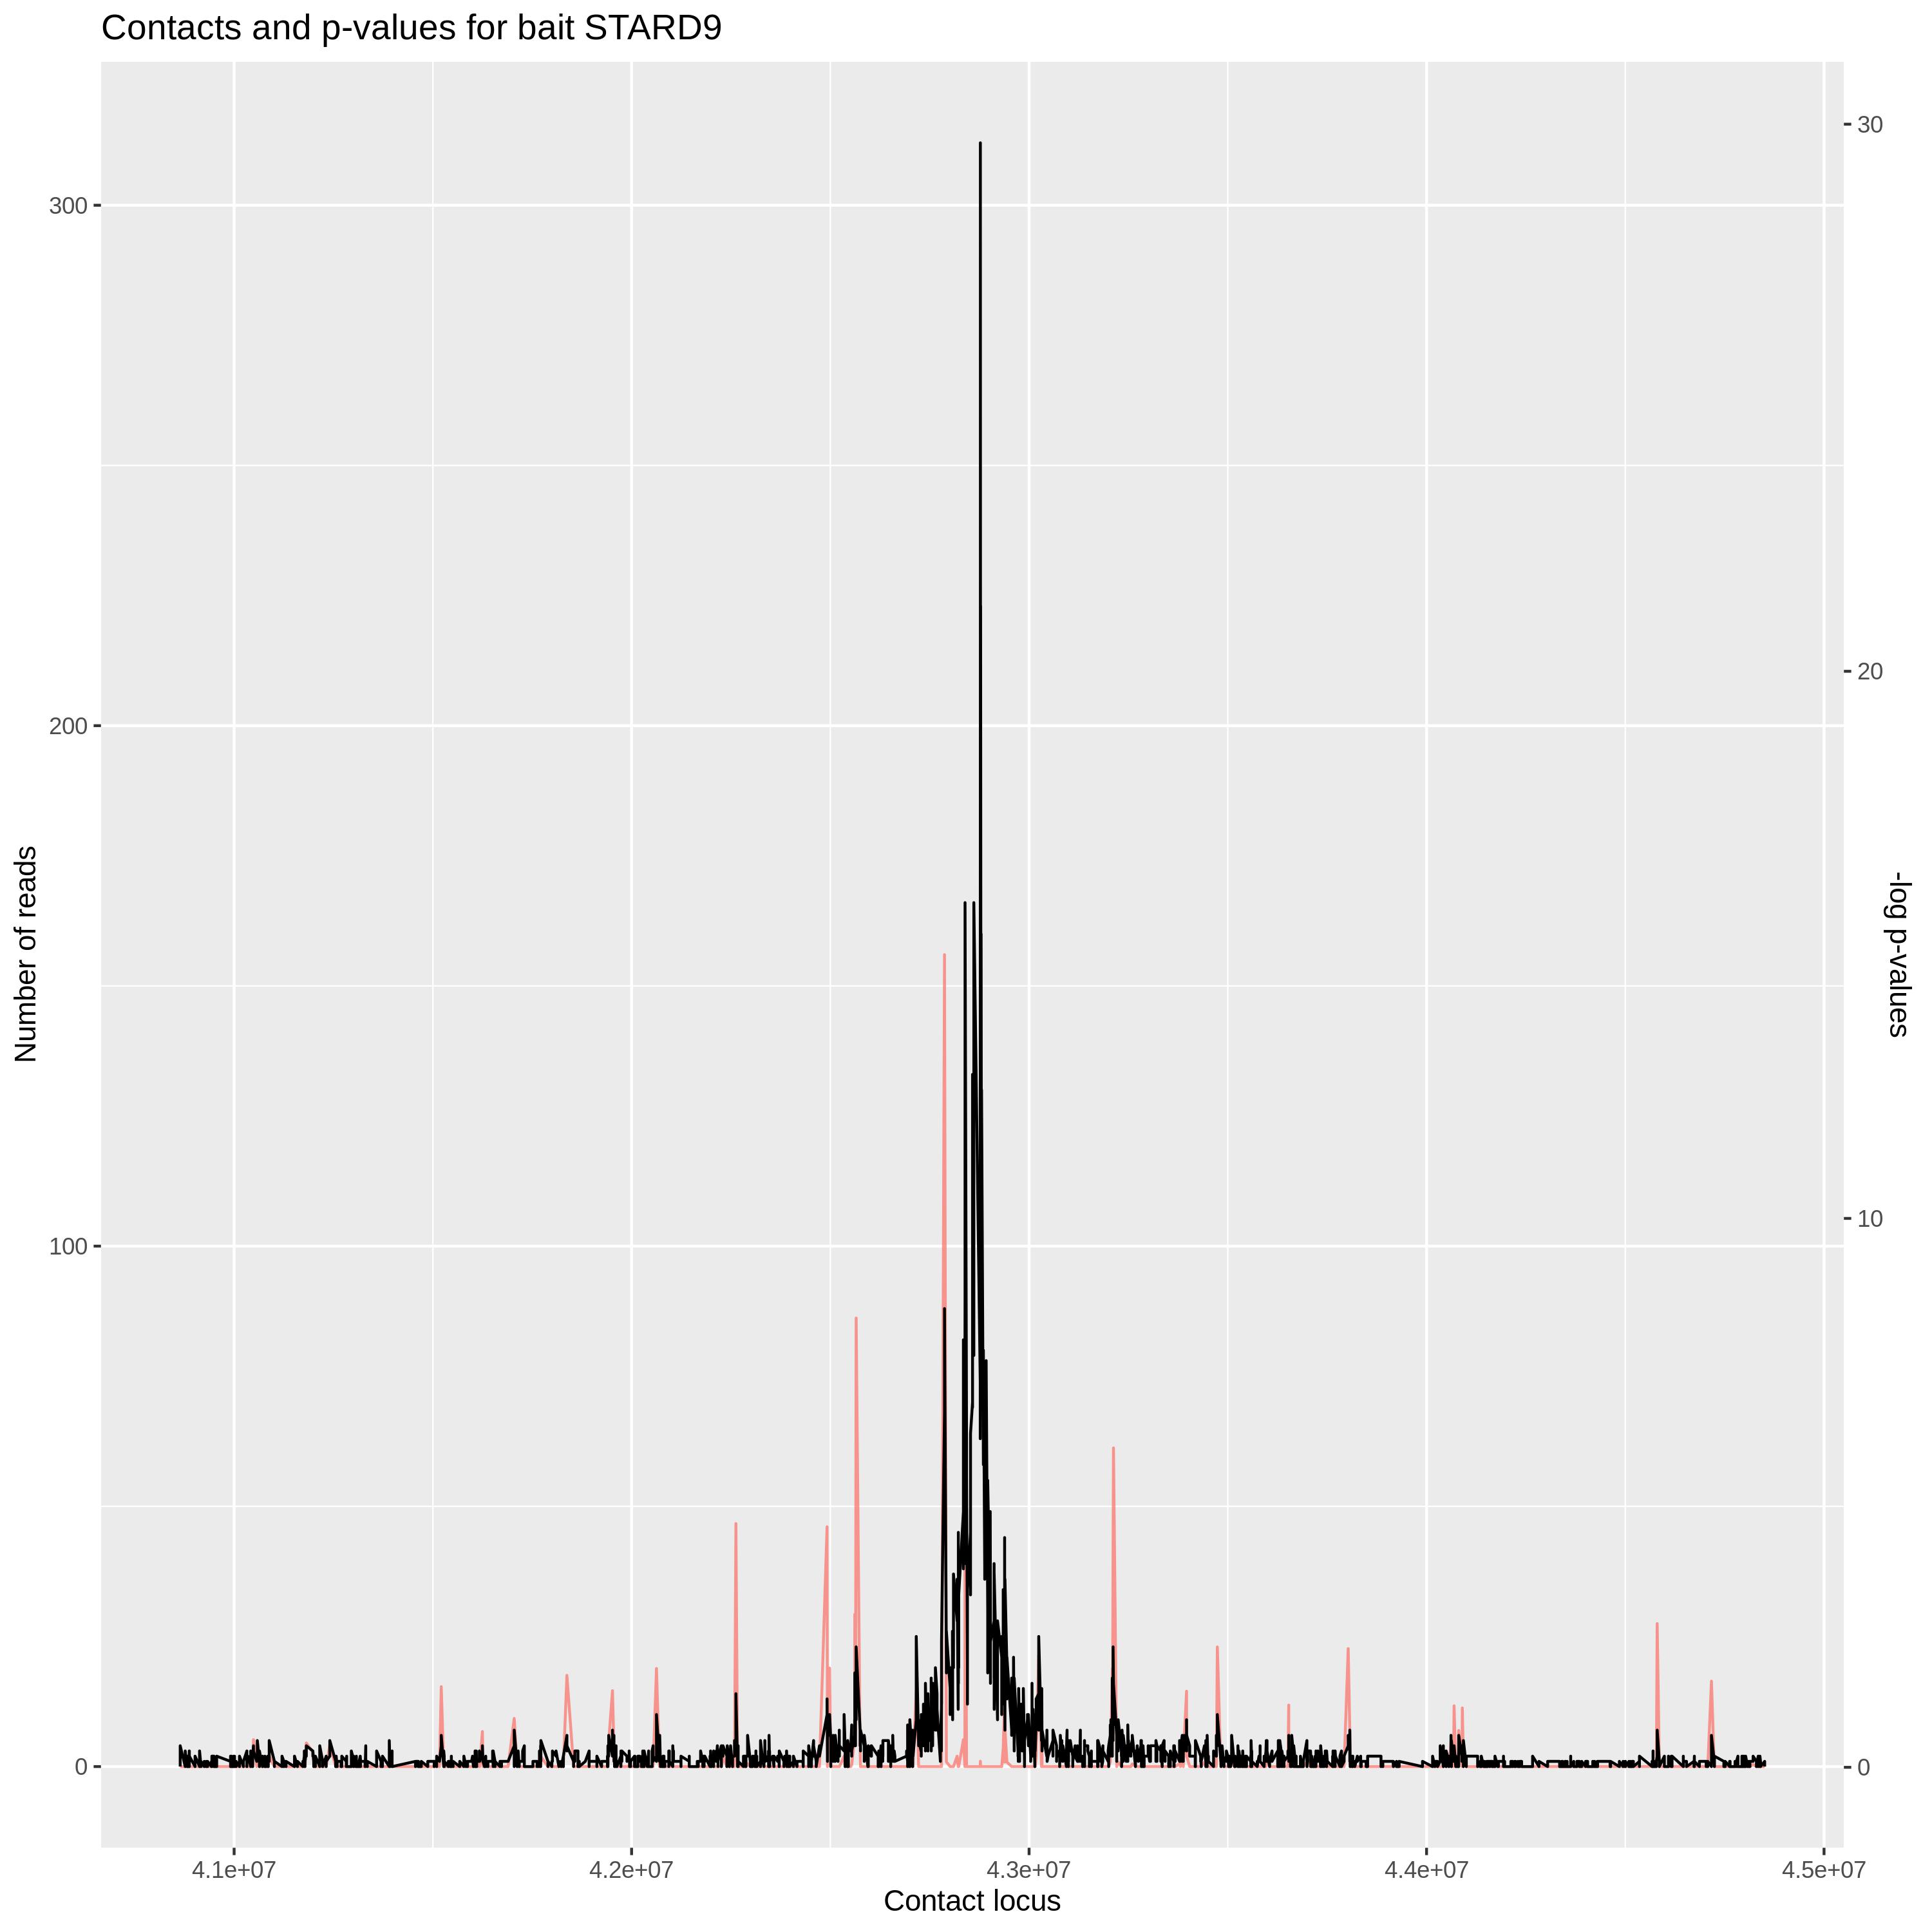 Contacts and p-values for bait STARD9
30
300
20
200
Number of reads
-log p-values
10
100
0
0
4.1e+07 4.2e+07 4.3e+07 4.4e+07 4.5e+07
Contact locus